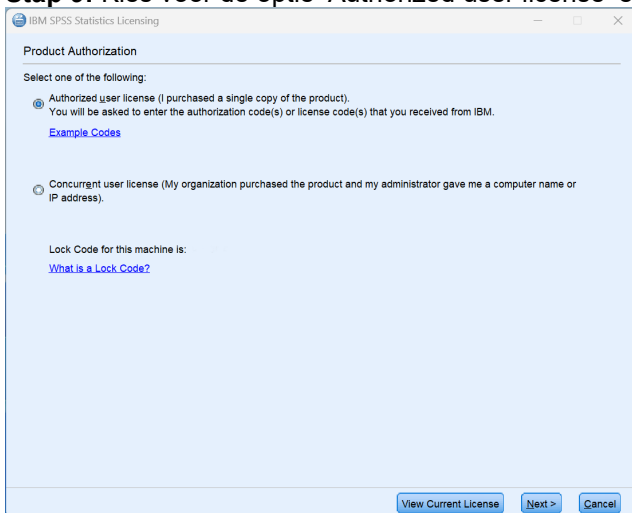 IBM SPSS Statistics Licensing
Product Authorization
Select one of the following:
Authorized user license (I purchased a single copy of the product).
You will be asked to enter the authorization code(s) or license code(s) that you received from IBM.
Example Codes
Concurrent user license (My organization purchased the product and my administrator gave me a computer name or
IP address).
Lock Code for this machine is:
What is a Lock Code?
View Current License Next > Cancel